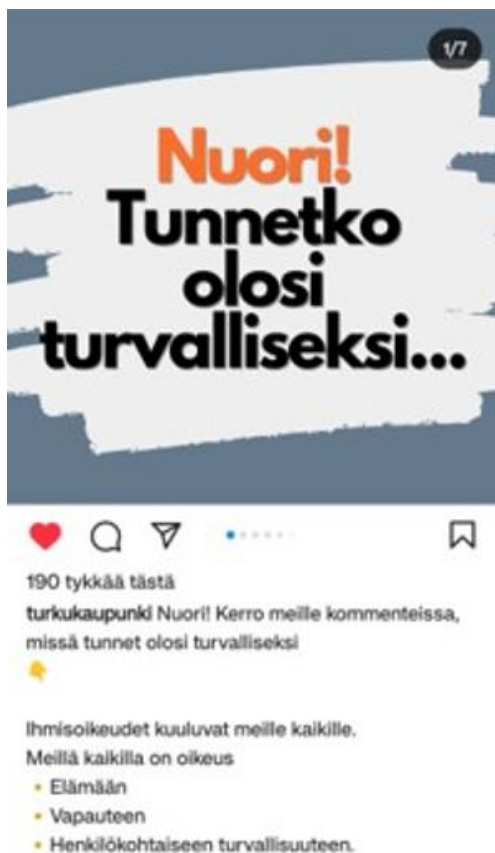 1/7
Nuori!
Tunnetko
olosi
turvalliseksi...
190 tykkää tästä
turkukaupunki Nuori! Kerro meille kommenteissa,
missä tunnet olosi turvalliseksi
Ihmisoikeudet kuuluvat meille kaikille.
Meillä kaikilla on oikeus
• Elämään
• Vapauteen
• Henkilökohtaiseen turvallisuuteen.